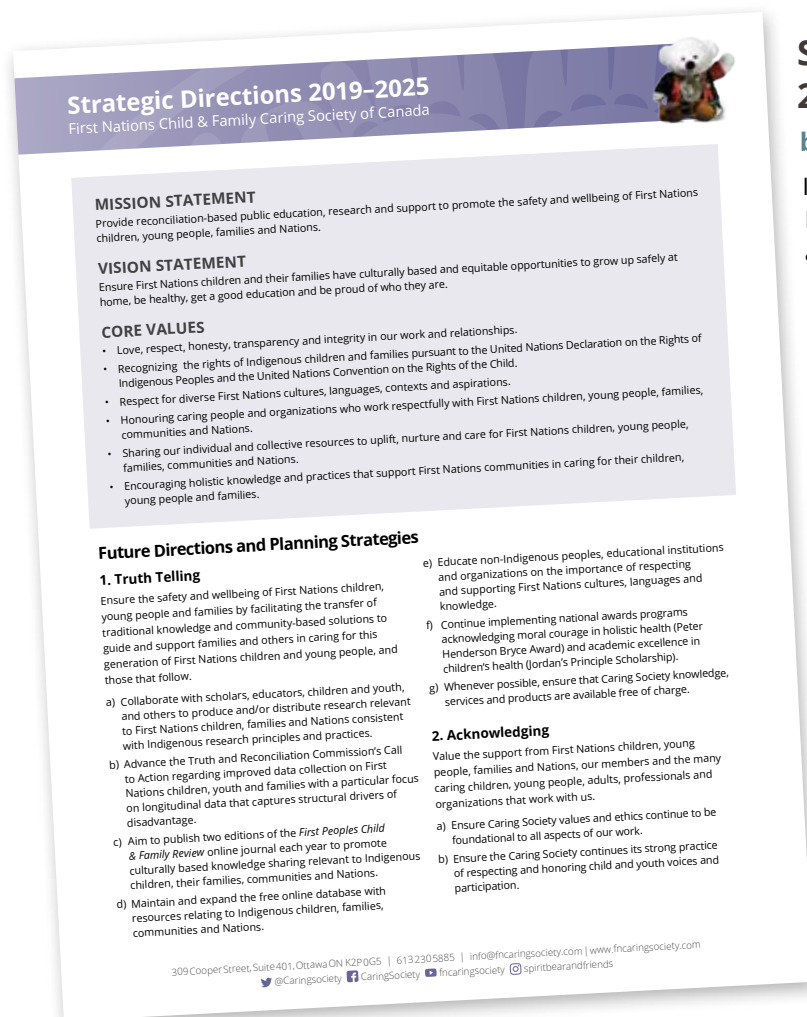 Strategic Directions 2019–2025
First Nations Child & Family Caring Society of Canada
MISSION STATEMENT
Provide reconciliation-based public education, research and support to promote the safety and wellbeing of First Nations
children, young people, families and Nations.
VISION STATEMENT
Ensure First Nations children and their families have culturally based and equitable opportunities to grow up safely at
home, be healthy, get a good education and be proud of who they are.
CORE VALUES
• Love, respect, honesty, transparency and integrity in our work and relationships.
• Recognizing the rights of Indigenous children and families pursuant to the United Nations Declaration on the Rights of
Indigenous Peoples and the United Nations Convention on the Rights of the Child.
• Respect for diverse First Nations cultures, languages, contexts and aspirations.
• Honouring caring people and organizations who work respectfully with First Nations children, young people, families,
communities and Nations.
• Sharing our individual and collective resources to uplift, nurture and care for First Nations children, young people,
families, communities and Nations.
• Encouraging holistic knowledge and practices that support First Nations communities in caring for their children,
young people and families.
Future Directions and Planning Strategies
1. Truth Telling
Ensure the safety and wellbeing of First Nations children,
young people and families by facilitating the transfer of
traditional knowledge and community-based solutions to
guide and support families and others in caring for this
generation of First Nations children and young people, and
those that follow.
a) Collaborate with scholars, educators, children and youth,
and others to produce and/or distribute research relevant
to First Nations children, families and Nations consistent
with Indigenous research principles and practices.
b) Advance the Truth and Reconciliation Commission's Call
to Action regarding improved data collection on First
Nations children, youth and families with a particular focus
on longitudinal data that captures structural drivers of
disadvantage.
c) Aim to publish two editions of the First Peoples Child
& Family Review online journal each year to promote
culturally based knowledge sharing relevant to Indigenous
children, their families, communities and Nations.
d) Maintain and expand the free online database with
resources relating to Indigenous children, families,
communities and Nations.
e) Educate non-Indigenous peoples, educational institutions
and organizations on the importance of respecting
and supporting First Nations cultures, languages and
knowledge.
f) Continue implementing national awards programs
acknowledging moral courage in holistic health (Peter
Henderson Bryce Award) and academic excellence in
children's health (Jordan's Principle Scholarship).
g) Whenever possible, ensure that Caring Society knowledge,
services and products are available free of charge.
2. Acknowledging
Value the support from First Nations children, young
people, families and Nations, our members and the many
caring children, young people, adults, professionals and
organizations that work with us.
a) Ensure Caring Society values and ethics continue to be
foundational to all aspects of our work.
b) Ensure the Caring Society continues its strong practice
of respecting and honoring child and youth voices and
participation.
309 Cooper Street, Suite 401, Ottawa ON K2P 0G5 | 613 230 5885 | info@fncaringsociety.com | www.fncaringsociety.com
@Caringsociety CaringSociety fncaringsociety spiritbearandfriends